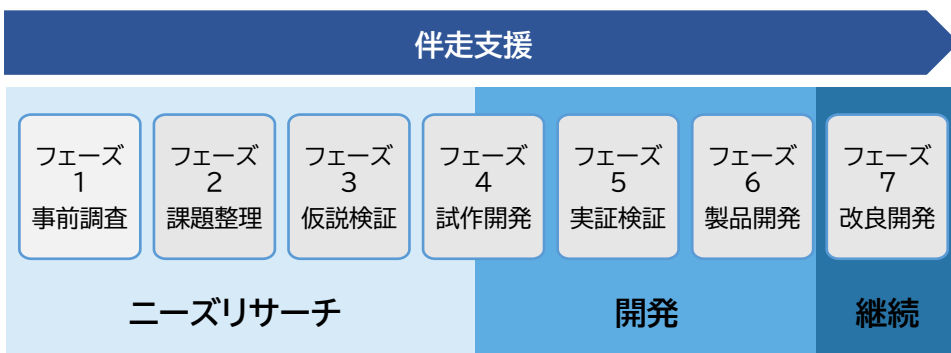 伴走支援
フェーズ
1
事前調査
フェーズ
2
課題整理
フェーズ
3
仮説検証
フェーズ
4
試作開発
フェーズ
5
実証検証
フェーズ
6
製品開発
フェーズ
7
改良開発
ニーズリサーチ
開発
継続